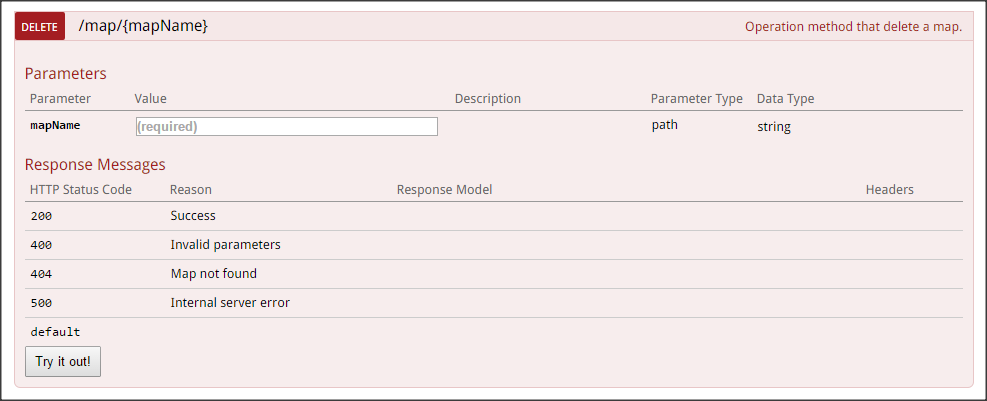 DELETE /map/{mapName} Operation method that delete a map.
Parameters
Parameter Value Description Parameter Type Data Type
mapName (required) path string
Response Messages
HTTP Status Code Reason Response Model Headers
200 Success
400 Invalid parameters
404 Map not found
500 Internal server error
default
Try it out!